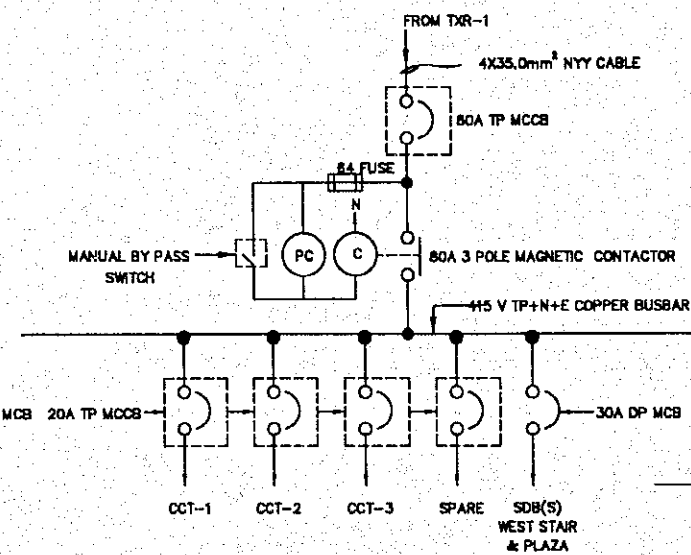 FROM TXR-1
4X35.0mm² NYY CABLE
80A TP MCCB
64 FUSE
N
MANUAL BY PASS
SWITCH
PC
C
80A 3 POLE MAGNETIC CONTACTOR
415 V TP+N+E COPPER BUSBAR
MCB
20A TP MCCB
30A DP MCB
CCT-1
CCT-2
CCT-3
SPARE
SDB(S)
WEST STAIR
& PLAZA